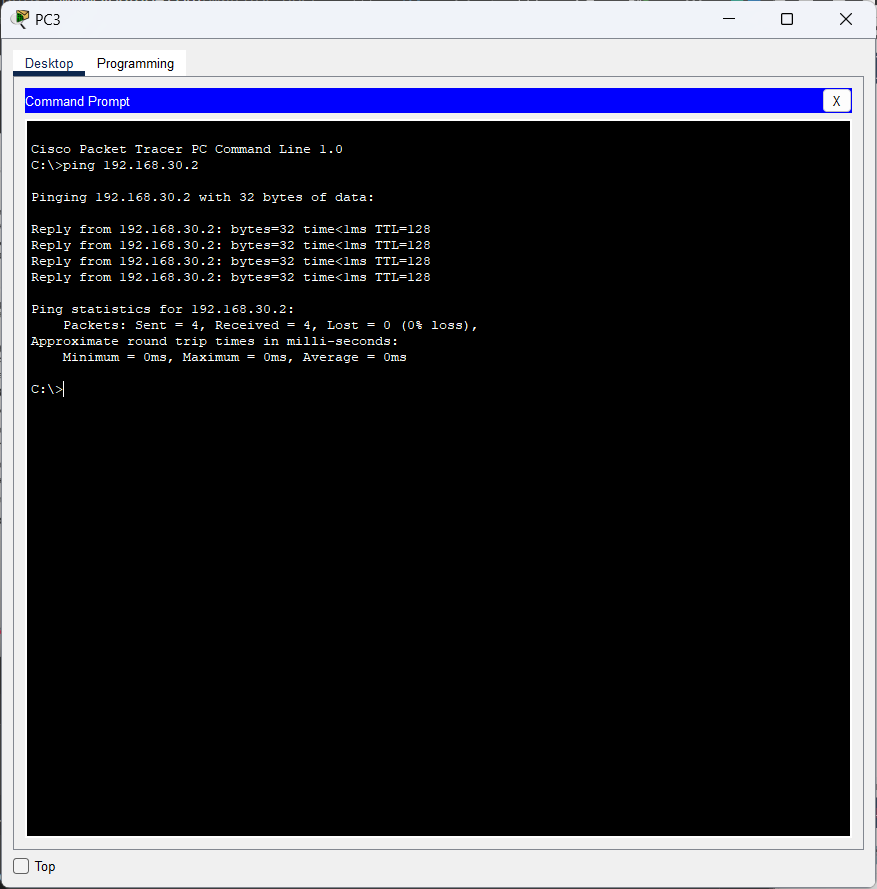 PC3
Desktop Programming
Command Prompt X
Cisco Packet Tracer PC Command Line 1.0
C:\>ping 192.168.30.2
Pinging 192.168.30.2 with 32 bytes of data:
Reply from 192.168.30.2: bytes=32 time<1ms TTL=128
Reply from 192.168.30.2: bytes=32 time<1ms TTL=128
Reply from 192.168.30.2: bytes=32 time<1ms TTL=128
Reply from 192.168.30.2: bytes=32 time<1ms TTL=128
Ping statistics for 192.168.30.2:
Packets: Sent = 4, Received = 4, Lost = 0 (0% loss),
Approximate round trip times in milli-seconds:
Minimum = 0ms, Maximum = 0ms, Average = 0ms
C:\>
Top